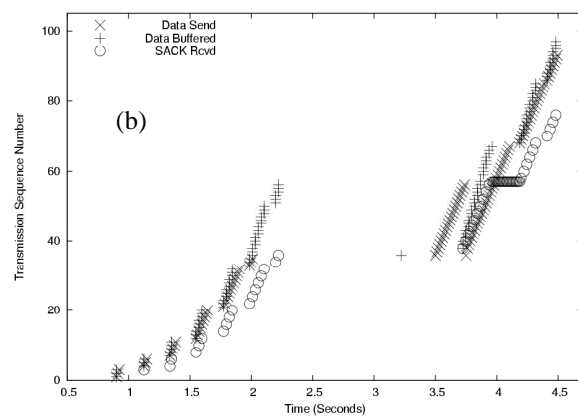 100
80
60
40
20
0
Transmission Sequence Number
Data Send
Data Buffered
SACK Rcvd
(b)
0.5 1 1.5 2 2.5 3 3.5 4 4.5
Time (Seconds)